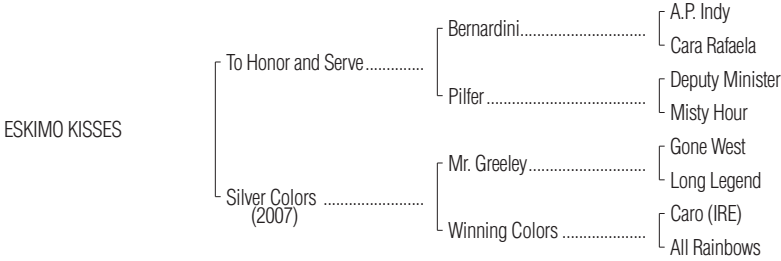 A.P. Indy
Bernardini..............................
Cara Rafaela
To Honor and Serve..............
Deputy Minister
Pilfer......................................
Misty Hour
ESKIMO KISSES
Gone West
Mr. Greeley............................
Long Legend
Silver Colors ........................
(2007)
Caro (IRE)
Winning Colors ....................
All Rainbows